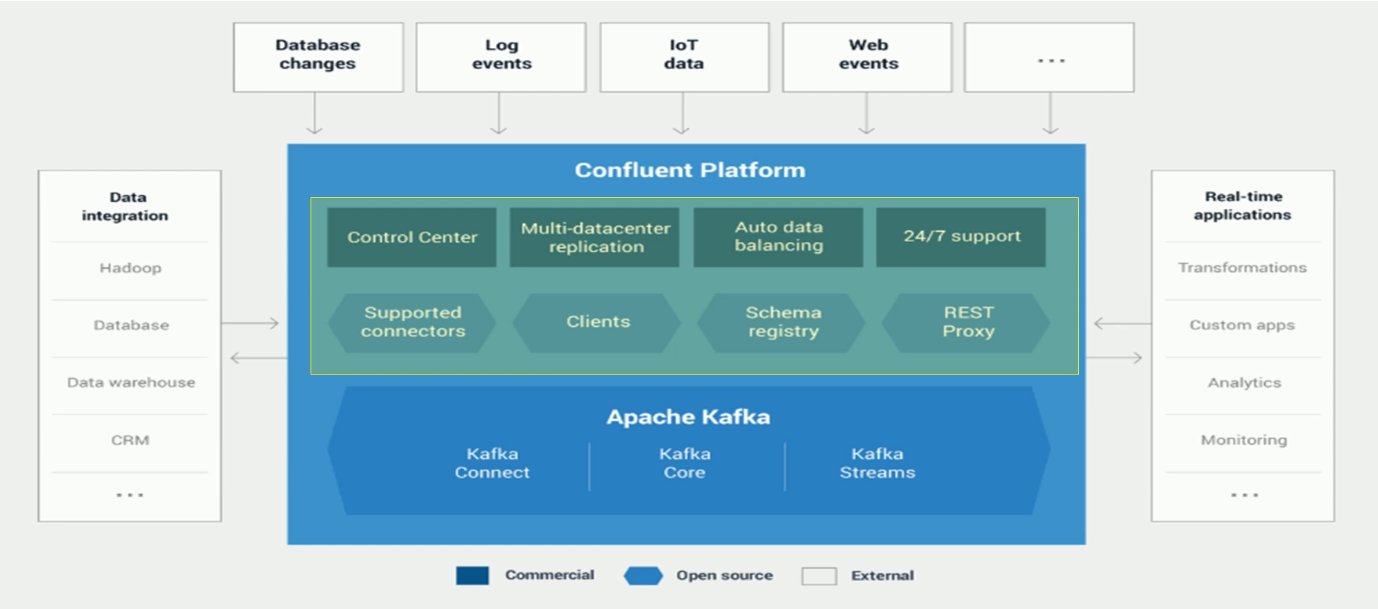 Database
changes
Log
events
IoT
data
Web
events
...
Confluent Platform
Data
integration
Hadoop
Database
Data warehouse
CRM
...
Control Center
Multi-datacenter
replication
Auto data
balancing
24/7 support
Supported
connectors
Clients
Schema
registry
REST
Proxy
Apache Kafka
Kafka
Connect
Kafka
Core
Kafka
Streams
Real-time
applications
Transformations
Custom apps
Analytics
Monitoring
...
Commercial
Open source
External